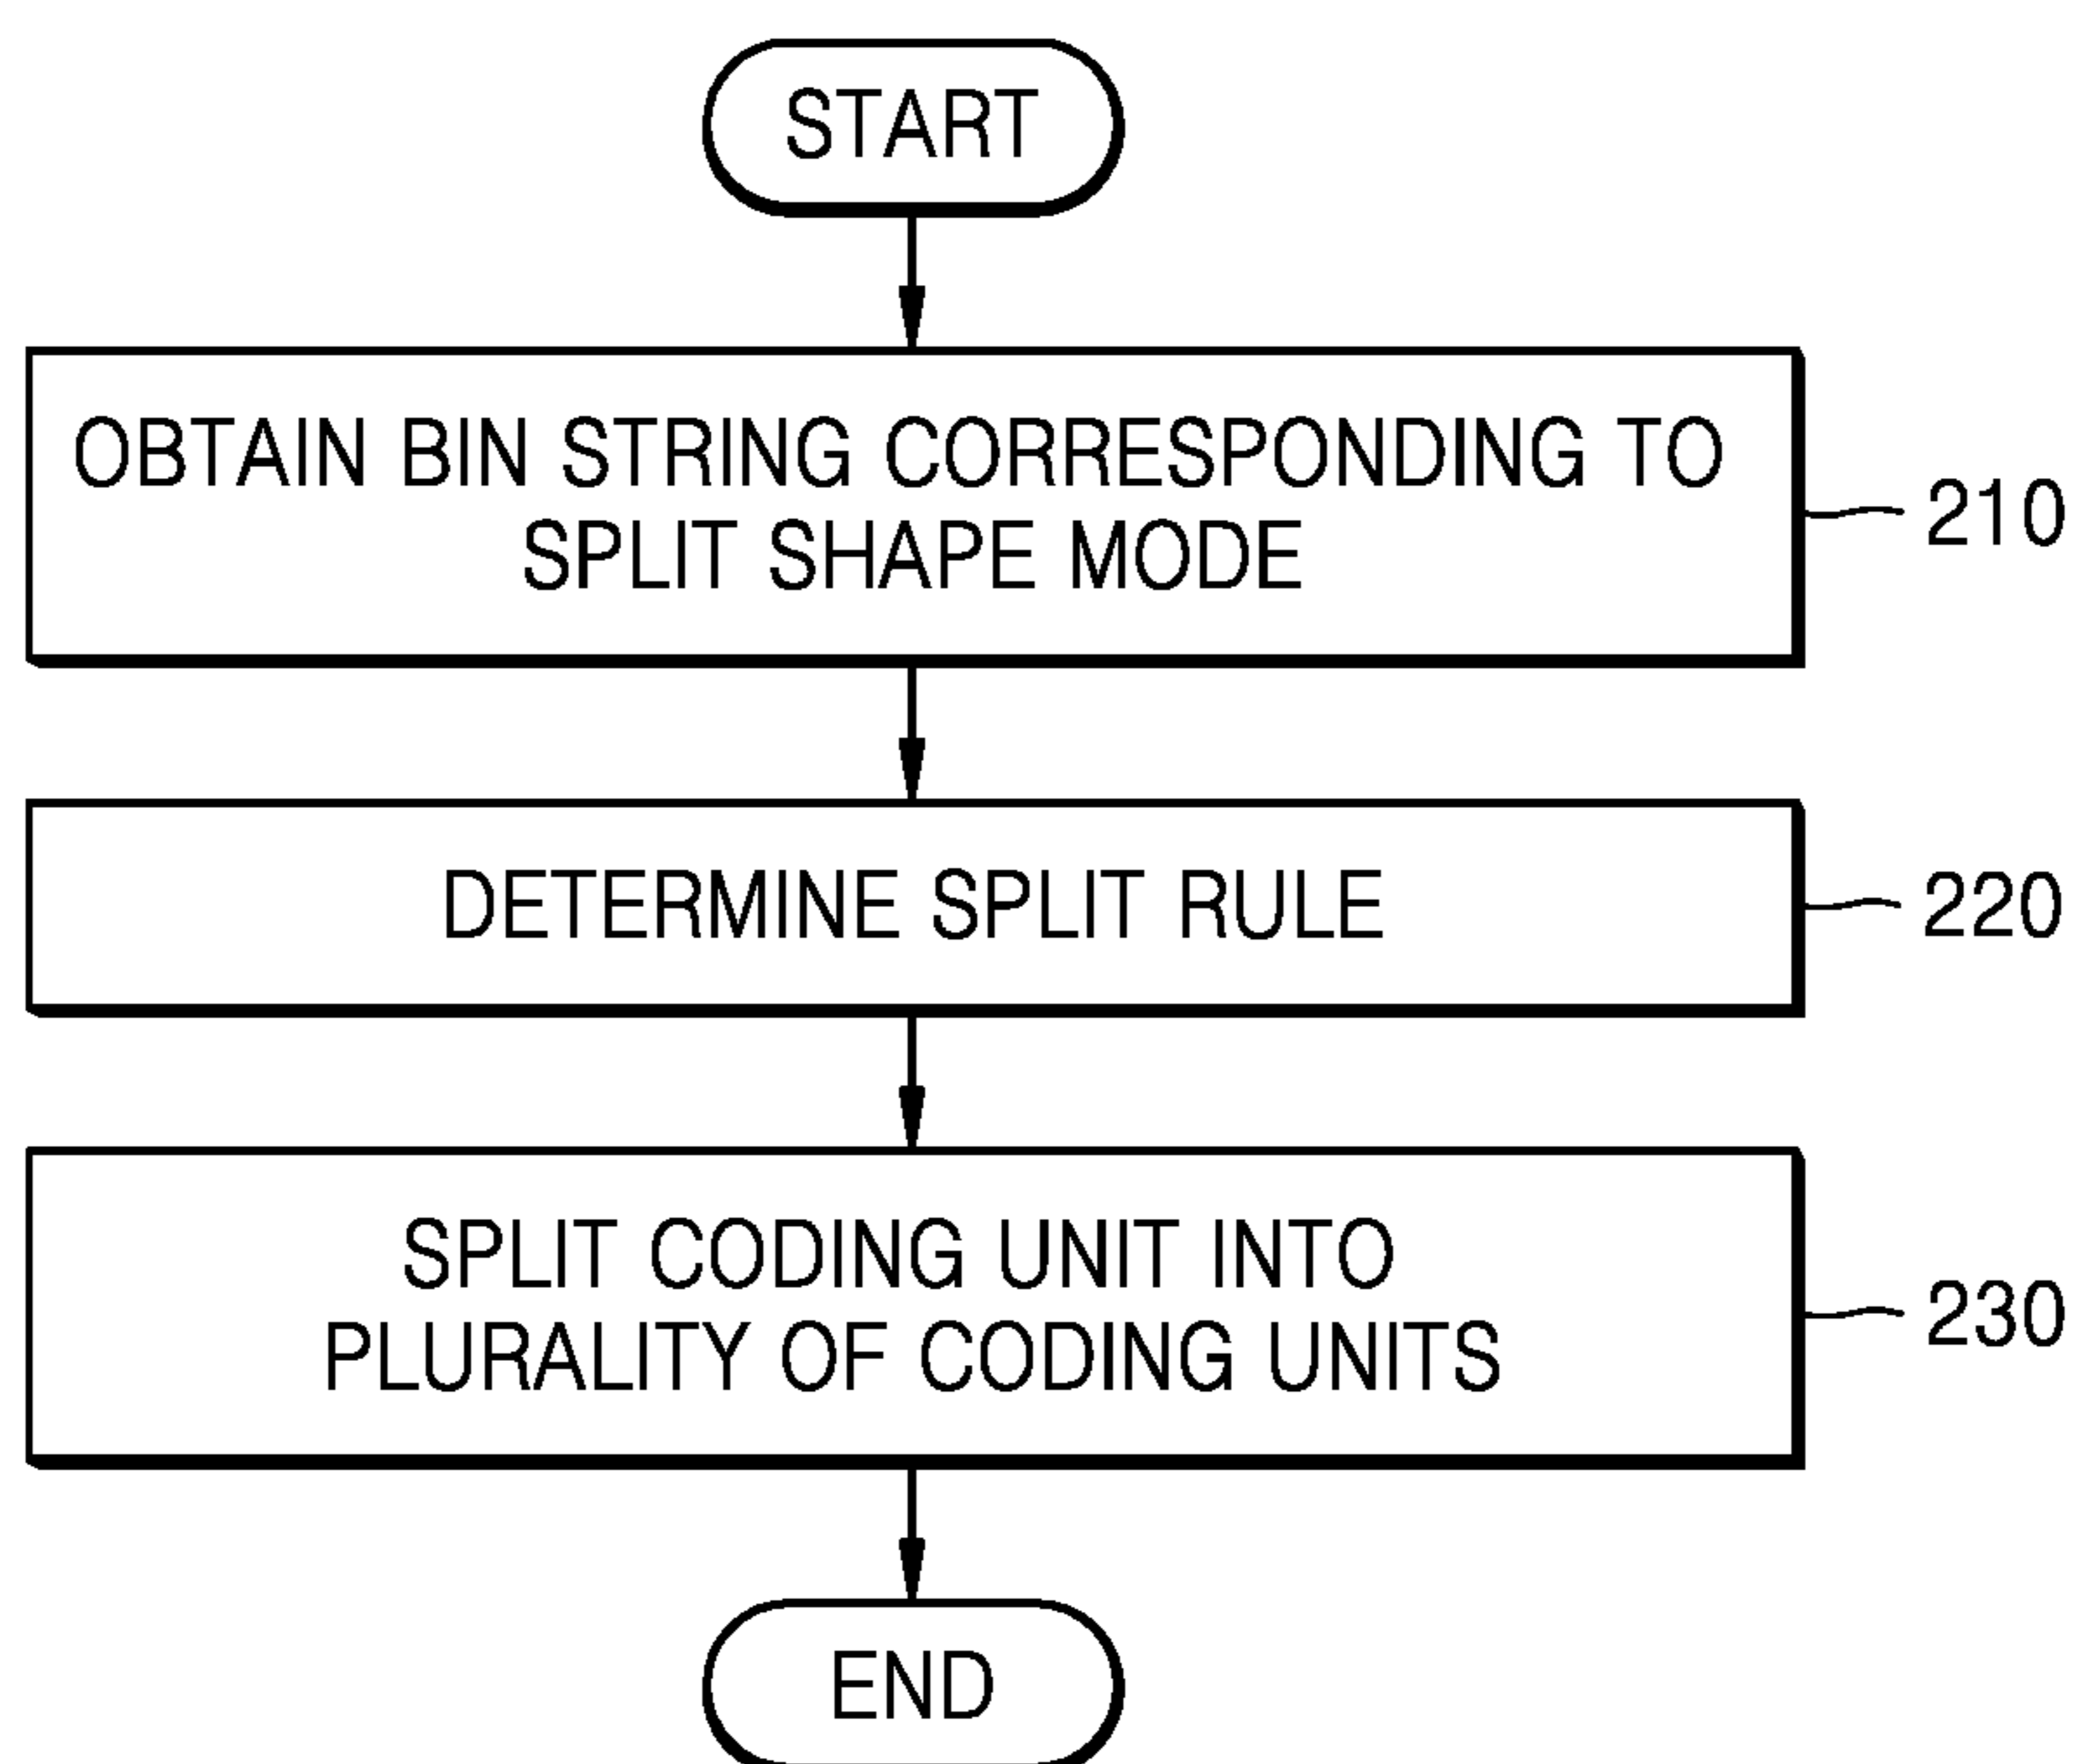 START
OBTAIN BIN STRING CORRESPONDING TO
SPLIT SHAPE MODE
210
DETERMINE SPLIT RULE
220
SPLIT CODING UNIT INTO
PLURALITY OF CODING UNITS
230
END